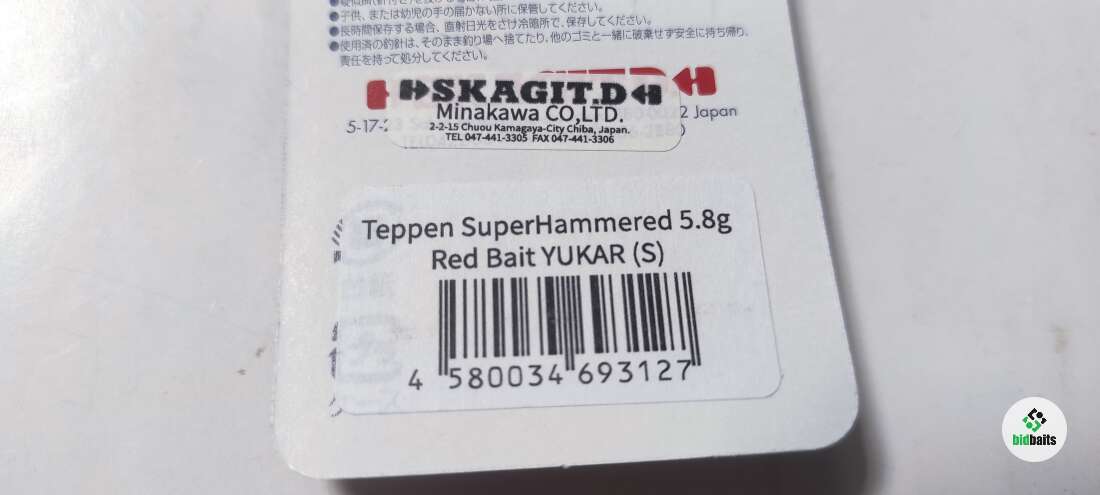 ●子供、または幼児の手の届かない所に保管してください。
●長時間保存する場合、直射日光をさけ冷暗所で、保存してください。
●使用済の釣針は、そのまま釣り場へ捨てたり、他のゴミと一緒に破棄せず安全に持ち帰り、
責任を持って処分してください。
SKAGIT.D
Minakawa CO,LTD.
2 Japan
5-17-
2-2-15 Chuou Kamagaya-City Chiba, Japan.
TEL 047-441-3305 FAX 047-441-3306
Teppen SuperHammered 5.8g
Red Bait YUKAR (S)
4 580034 693127
bidbaits